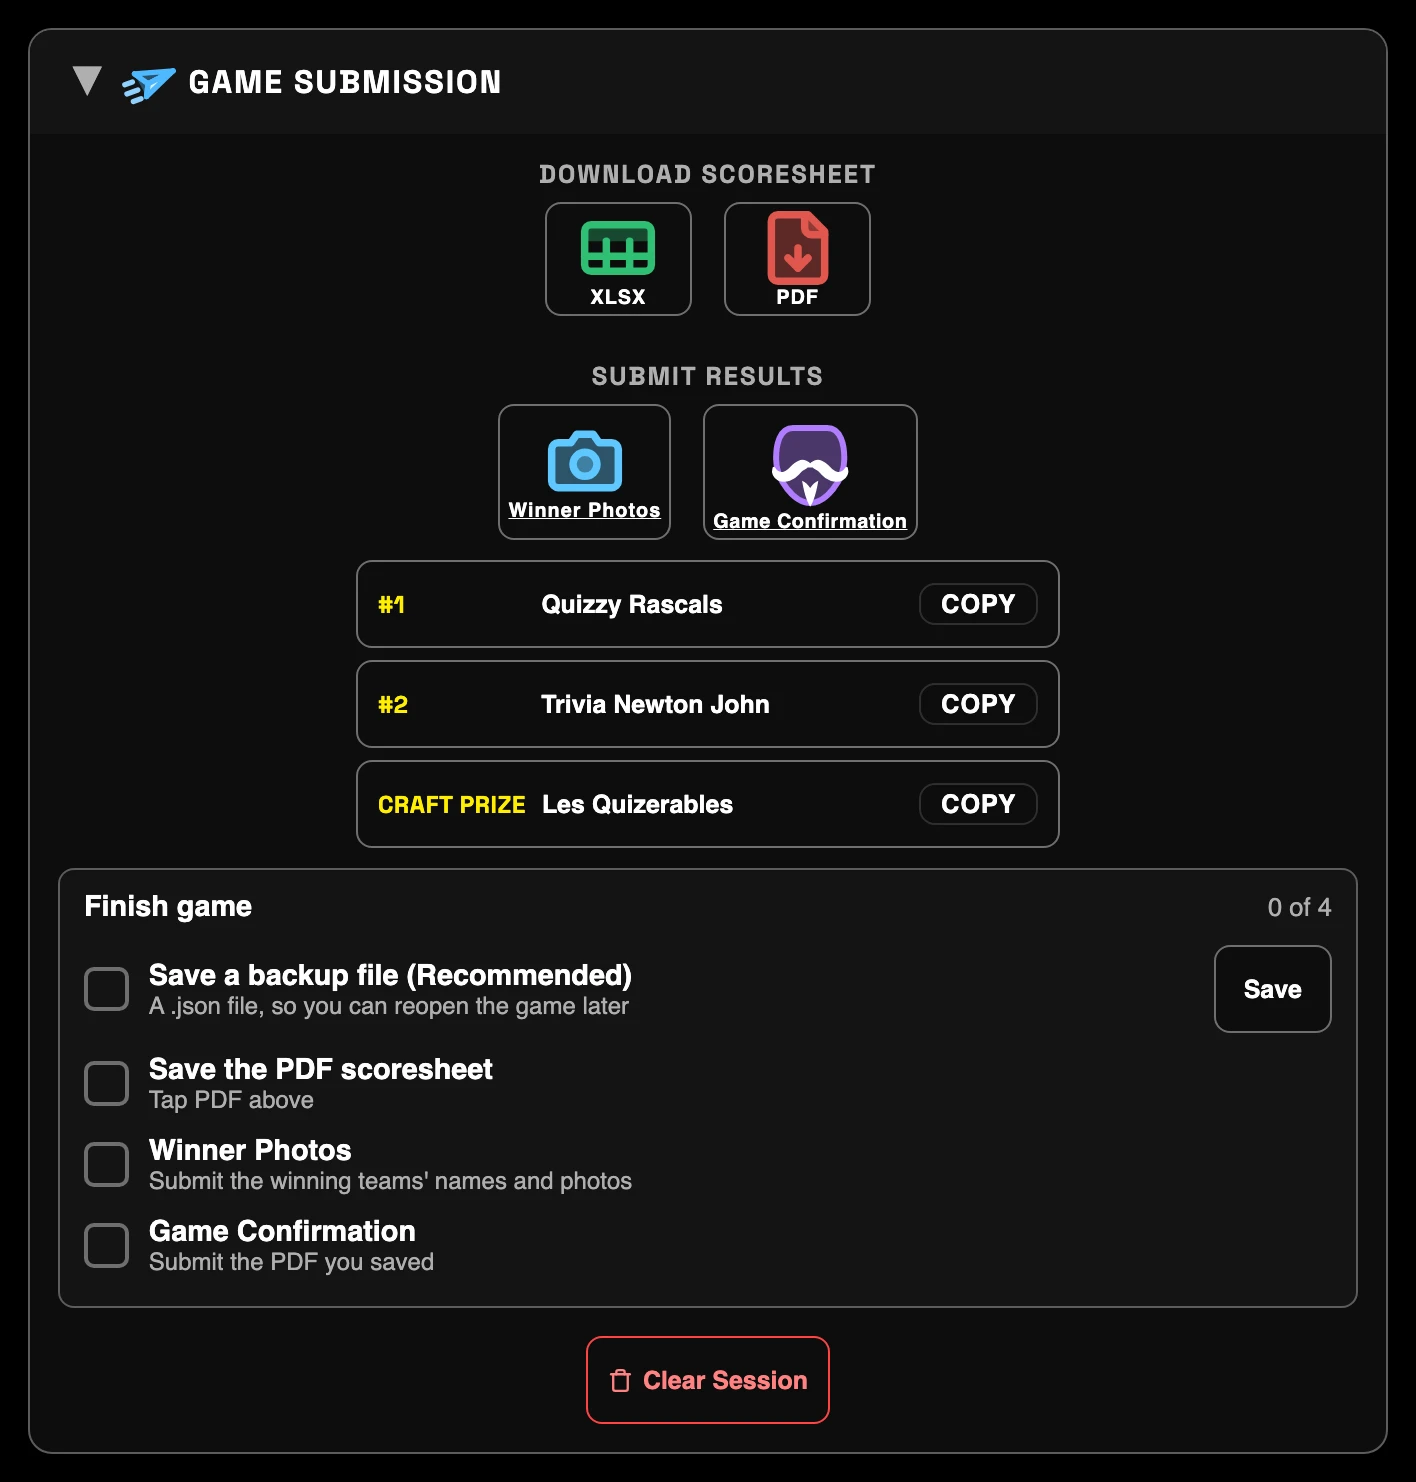 GAME SUBMISSION
DOWNLOAD SCORESHEET
XLSX
PDF
SUBMIT RESULTS
Winner Photos
Game Confirmation
#1 Quizzy Rascals COPY
#2 Trivia Newton John COPY
CRAFT PRIZE Les Quizerables COPY
Finish game 0 of 4
Save a backup file (Recommended)
A .json file, so you can reopen the game later
Save
Save the PDF scoresheet
Tap PDF above
Winner Photos
Submit the winning teams' names and photos
Game Confirmation
Submit the PDF you saved
Clear Session